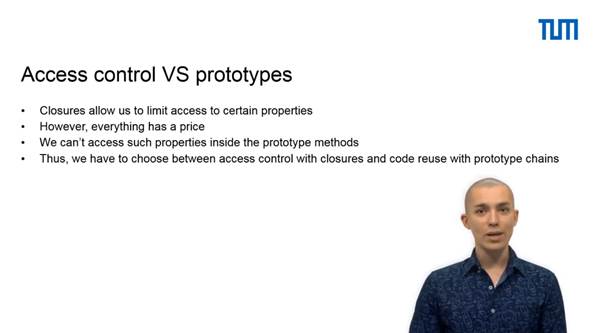 TUM
Access control VS prototypes
• Closures allow us to limit access to certain properties
• However, everything has a price
• We can't access such properties inside the prototype methods
• Thus, we have to choose between access control with closures and code reuse with prototype chains